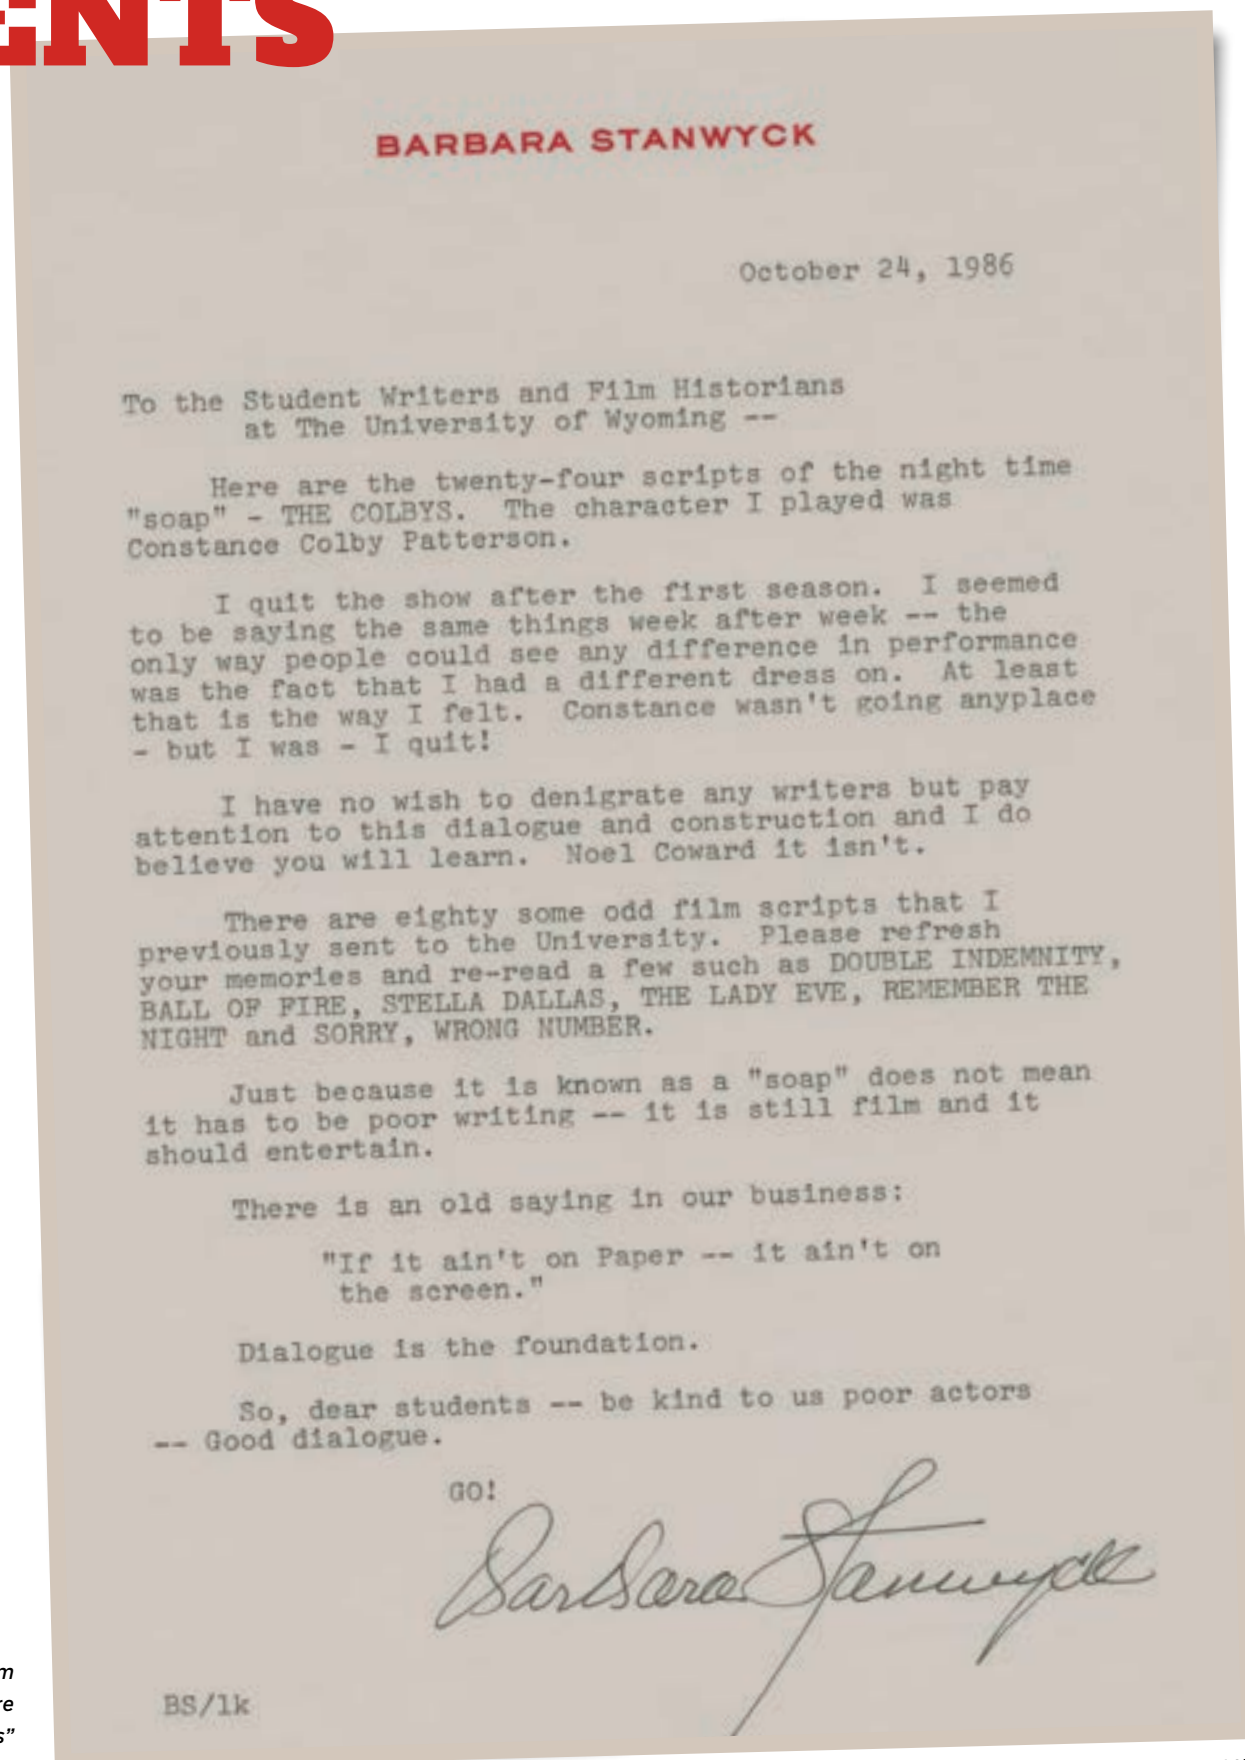 ENTS
BARBARA STANWYCK
October 24, 1986
To the Student Writers and Film Historians
at The University of Wyoming --
Here are the twenty-four scripts of the night time
"soap" - THE COLBYS. The character I played was
Constance Colby Patterson.
I quit the show after the first season. I seemed
to be saying the same things week after week -- the
only way people could see any difference in performance
was the fact that I had a different dress on. At least
that is the way I felt. Constance wasn't going anyplace
- but I was - I quit!
I have no wish to denigrate any writers but pay
attention to this dialogue and construction and I do
believe you will learn. Noel Coward it isn't.
There are eighty some odd film scripts that I
previously sent to the University. Please refresh
your memories and re-read a few such as DOUBLE INDEMNITY,
BALL OF FIRE, STELLA DALLAS, THE LADY EVE, REMEMBER THE
NIGHT and SORRY, WRONG NUMBER.
Just because it is known as a "soap" does not mean
it has to be poor writing -- it is still film and it
should entertain.
There is an old saying in our business:
"If it ain't on Paper -- it ain't on
the screen."
Dialogue is the foundation.
So, dear students -- be kind to us poor actors
-- Good dialogue.
GO!
Barbara Stanwyck
BS/lk
m
re
s”